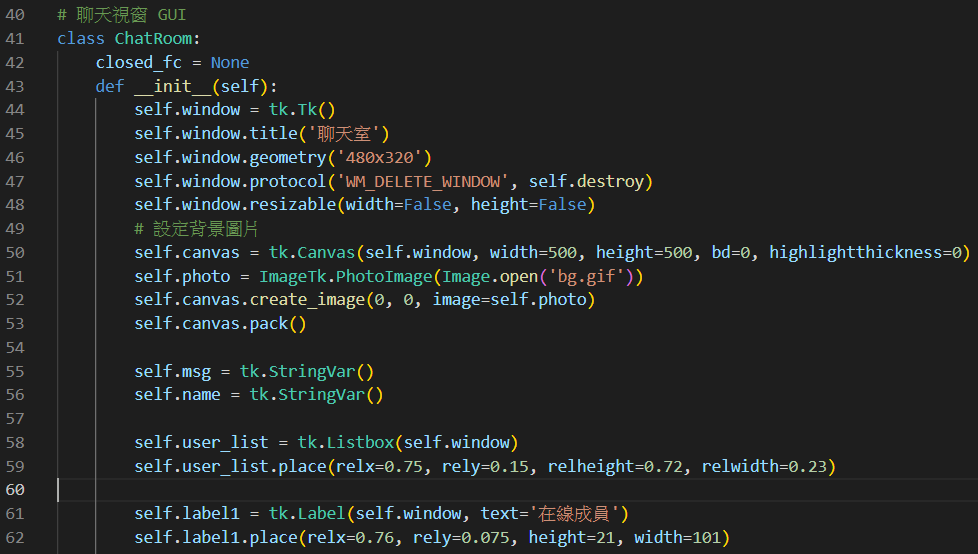 40 # 聊天視窗 GUI
41 class ChatRoom:
42     closed_fc = None
43     def __init__(self):
44         self.window = tk.Tk()
45         self.window.title('聊天室')
46         self.window.geometry('480x320')
47         self.window.protocol('WM_DELETE_WINDOW', self.destroy)
48         self.window.resizable(width=False, height=False)
49         # 設定背景圖片
50         self.canvas = tk.Canvas(self.window, width=500, height=500, bd=0, highlightthickness=0)
51         self.photo = ImageTk.PhotoImage(Image.open('bg.gif'))
52         self.canvas.create_image(0, 0, image=self.photo)
53         self.canvas.pack()
54
55         self.msg = tk.StringVar()
56         self.name = tk.StringVar()
57
58         self.user_list = tk.Listbox(self.window)
59         self.user_list.place(relx=0.75, rely=0.15, relheight=0.72, relwidth=0.23)
60
61         self.label1 = tk.Label(self.window, text='在線成員')
62         self.label1.place(relx=0.76, rely=0.075, height=21, width=101)